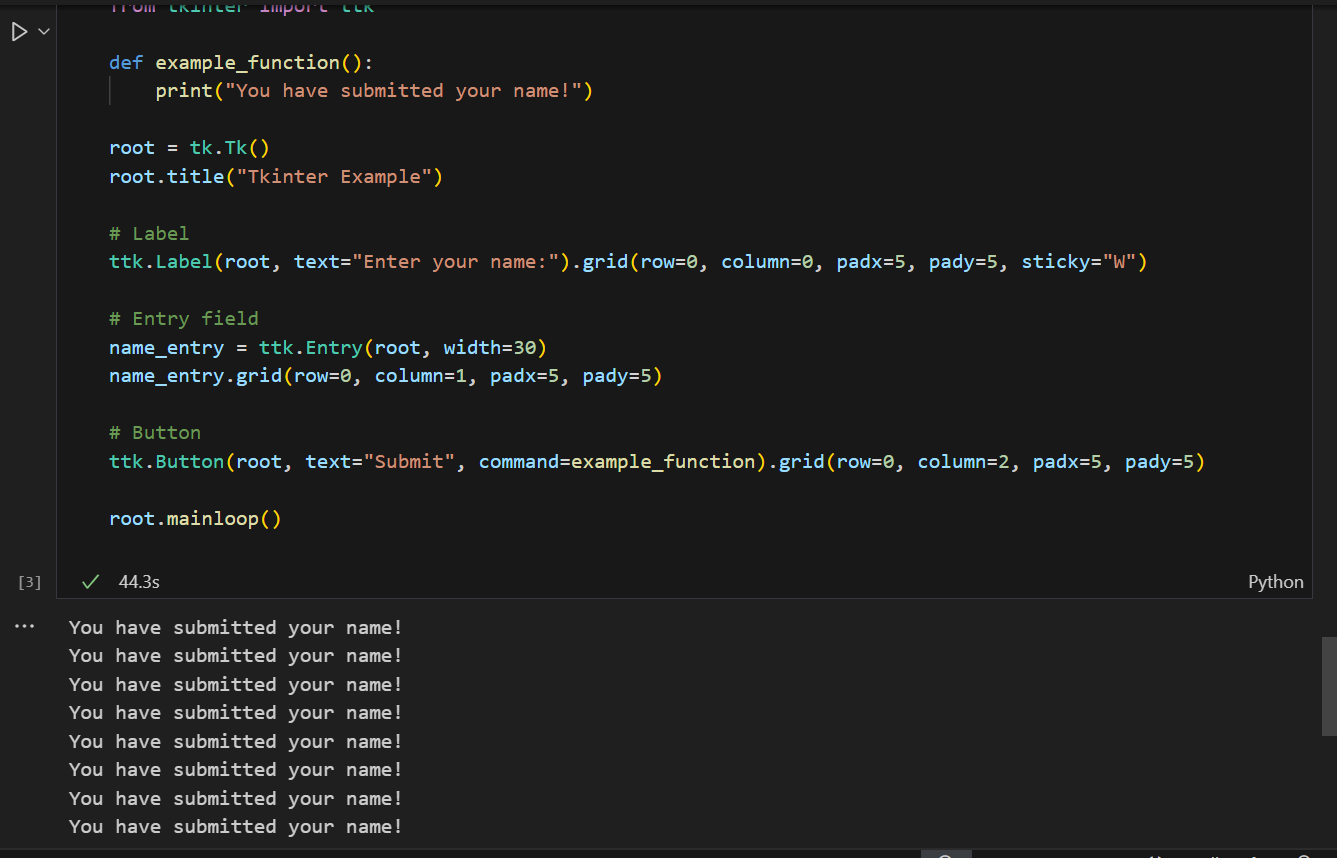 from tkinter import ttk
def example_function():
    print("You have submitted your name!")
root = tk.Tk()
root.title("Tkinter Example")
# Label
ttk.Label(root, text="Enter your name:").grid(row=0, column=0, padx=5, pady=5, sticky="W")
# Entry field
name_entry = ttk.Entry(root, width=30)
name_entry.grid(row=0, column=1, padx=5, pady=5)
# Button
ttk.Button(root, text="Submit", command=example_function).grid(row=0, column=2, padx=5, pady=5)
root.mainloop()
[3] 44.3s Python
You have submitted your name!
You have submitted your name!
You have submitted your name!
You have submitted your name!
You have submitted your name!
You have submitted your name!
You have submitted your name!
You have submitted your name!